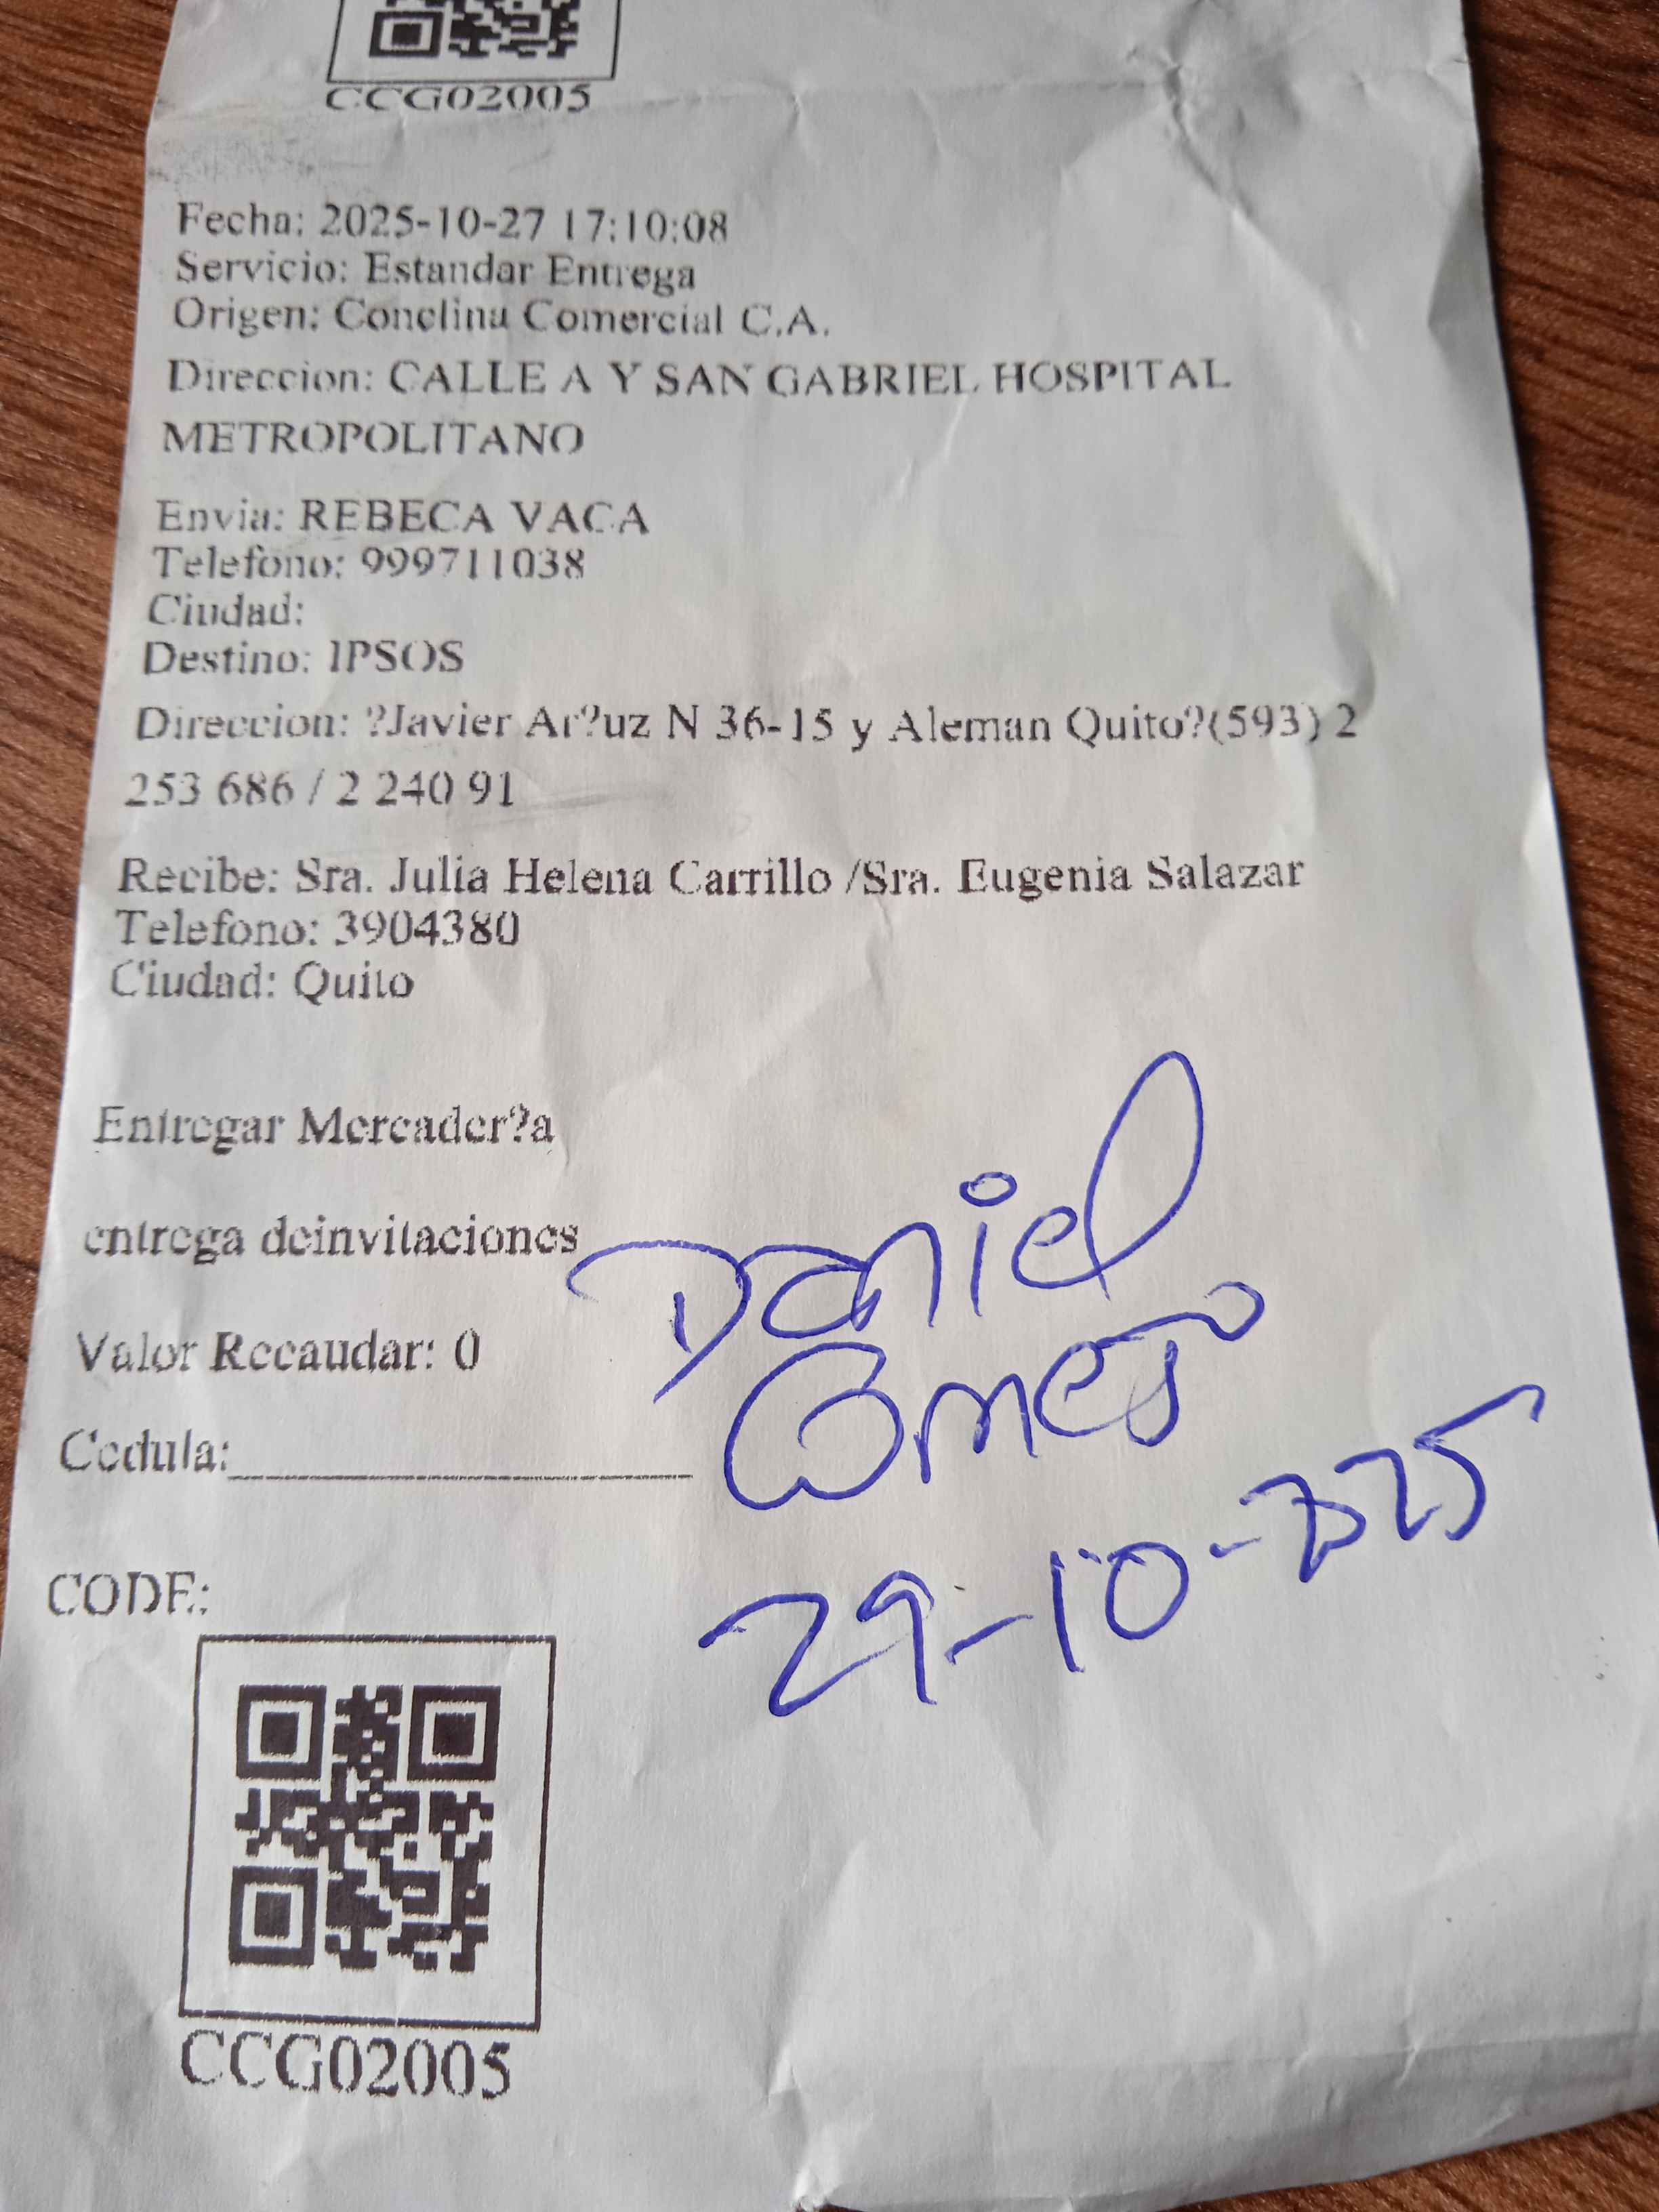 CCG02005
Fecha: 2025-10-27 17:10:08
Servicio: Estandar Entrega
Origen: Conclina Comercial C.A.
Direccion: CALLE A Y SAN GABRIEL HOSPITAL
METROPOLITANO
Envia: REBECA VACA
Telefono: 999711038
Ciudad:
Destino: IPSOS
Direccion: ?Javier Ar?uz N 36-15 y Aleman Quito?(593) 2
253 686 / 2 240 91
Recibe: Sra. Julia Helena Carrillo /Sra. Eugenia Salazar
Telefono: 3904380
Ciudad: Quito
Entregar Mercader?a
entrega deinvitaciones
Daniel
Valor Recaudar: 0
Cedula:
29-10-2025
CODE:
CCG02005